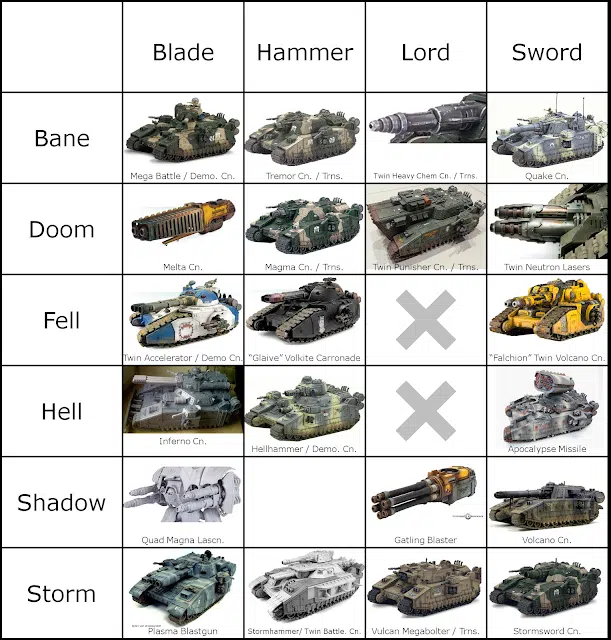 Blade Hammer Lord Sword
Bane
Mega Battle / Demo. Cn. Tremor Cn. / Trns. Twin Heavy Chem Cn. / Trns. Quake Cn.
Doom
Melta Cn. Magma Cn. / Trns. Twin Punisher Cn. / Trns. Twin Neutron Lasers
Fell
Twin Accelerator / Demo Cn. "Glaive" Volkite Carronade "Falchion" Twin Volcano Cn.
Hell
Inferno Cn. Hellhammer / Demo. Cn. Apocalypse Missile
Shadow
Quad Magna Lascn. Gatling Blaster Volcano Cn.
Storm
Plasma Blastgun Stormhammer / Twin Battle. Cn. Vulcan Megabolter / Trns. Stormsword Cn.